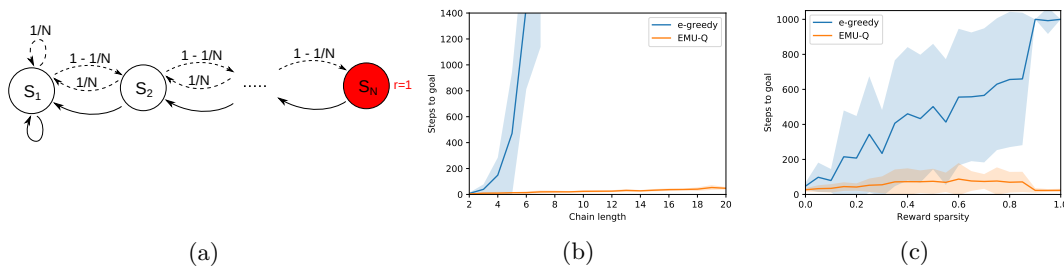 1/N
1 - 1/N
1 - 1/N
1 - 1/N
1/N
1/N
S1
S2
.....
SN
r=1
(a)
1400
1200
1000
800
600
400
200
0
Steps to goal
2 4 6 8 10 12 14 16 18 20
Chain length
e-greedy
EMU-Q
(b)
1000
800
600
400
200
0
Steps to goal
0.0 0.2 0.4 0.6 0.8 1.0
Reward sparsity
e-greedy
EMU-Q
(c)